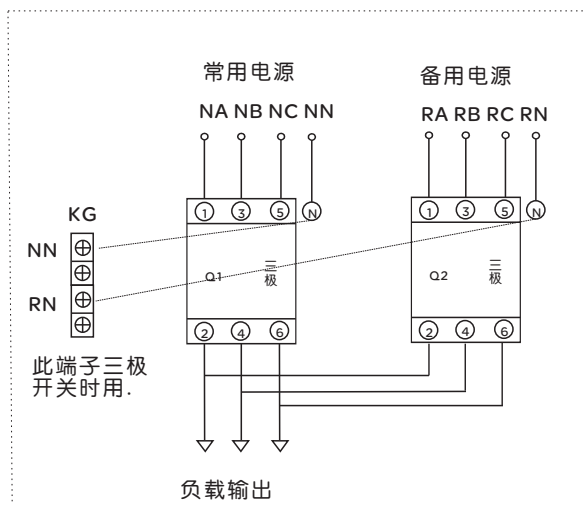 常用电源
备用电源
NA NB NC NN
RA RB RC RN
1 3 5 N
1 3 5 N
KG
NN
RN
Q1 三极
Q2 三极
2 4 6
2 4 6
此端子三极
开关时用.
负载输出